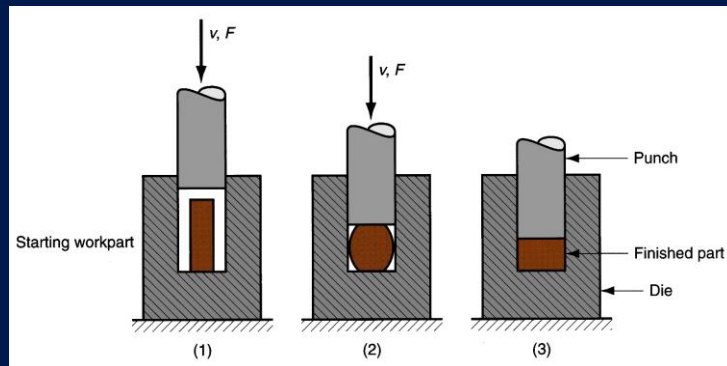 v, F
v, F
Punch
Starting workpart
Finished part
Die
(1)
(2)
(3)